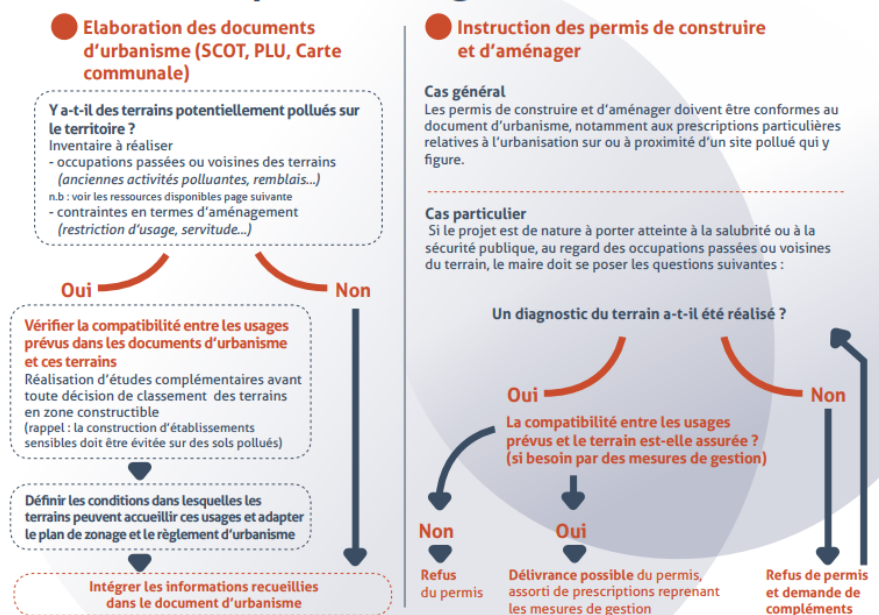 Elaboration des documents
d'urbanisme (SCOT, PLU, Carte
communale)
Y a-t-il des terrains potentiellement pollués sur
le territoire ?
Inventaire à réaliser
- occupations passées ou voisines des terrains
(anciennes activités polluantes, remblais...)
n.b : voir les ressources disponibles page suivante
- contraintes en termes d'aménagement
(restriction d'usage, servitude...)
Oui
Non
Vérifier la compatibilité entre les usages
prévus dans les documents d'urbanisme
et ces terrains
Réalisation d'études complémentaires avant
toute décision de classement des terrains
en zone constructible
(rappel : la construction d'établissements
sensibles doit être évitée sur des sols pollués)
Définir les conditions dans lesquelles les
terrains peuvent accueillir ces usages et adapter
le plan de zonage et le règlement d'urbanisme
Intégrer les informations recueillies
dans le document d'urbanisme
Instruction des permis de construire
et d'aménager
Cas général
Les permis de construire et d'aménager doivent être conformes au
document d'urbanisme, notamment aux prescriptions particulières
relatives à l'urbanisation sur ou à proximité d'un site pollué qui y
figure.
Cas particulier
Si le projet est de nature à porter atteinte à la salubrité ou à la
sécurité publique, au regard des occupations passées ou voisines
du terrain, le maire doit se poser les questions suivantes :
Un diagnostic du terrain a-t-il été réalisé ?
Oui
Non
La compatibilité entre les usages
prévus et le terrain est-elle assurée ?
(si besoin par des mesures de gestion)
Non
Oui
Refus
du permis
Délivrance possible du permis,
assorti de prescriptions reprenant
les mesures de gestion
Refus de permis
et demande de
compléments